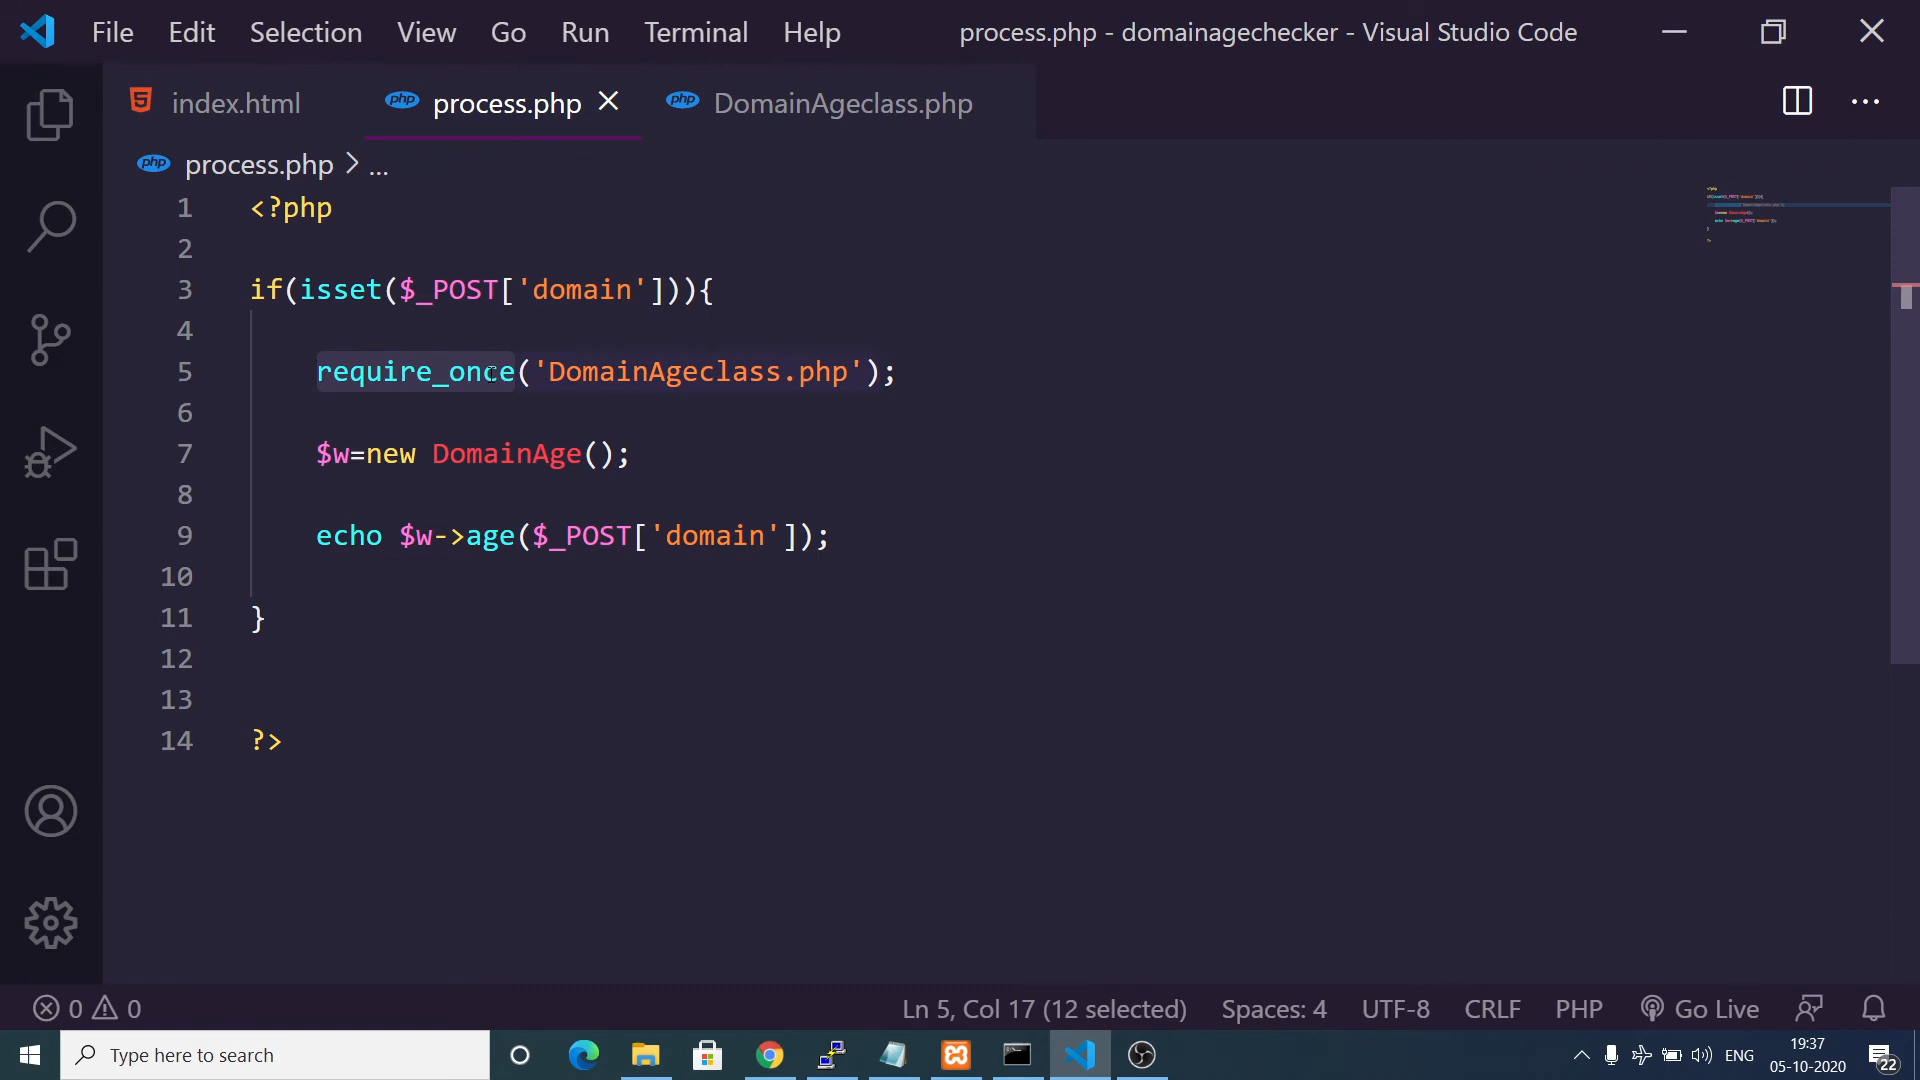 File Edit Selection View Go Run Terminal Help process.php - domainagechecker - Visual Studio Code
index.html php process.php php DomainAgeclass.php
php process.php > ...
1 <?php
2
3 if(isset($_POST['domain'])){
4
5 require_once('DomainAgeclass.php');
6
7 $w=new DomainAge();
8
9 echo $w->age($_POST['domain']);
10
11 }
12
13
14 ?>
0 0 Ln 5, Col 17 (12 selected) Spaces: 4 UTF-8 CRLF PHP Go Live
Type here to search ENG 19:37
05-10-2020 22